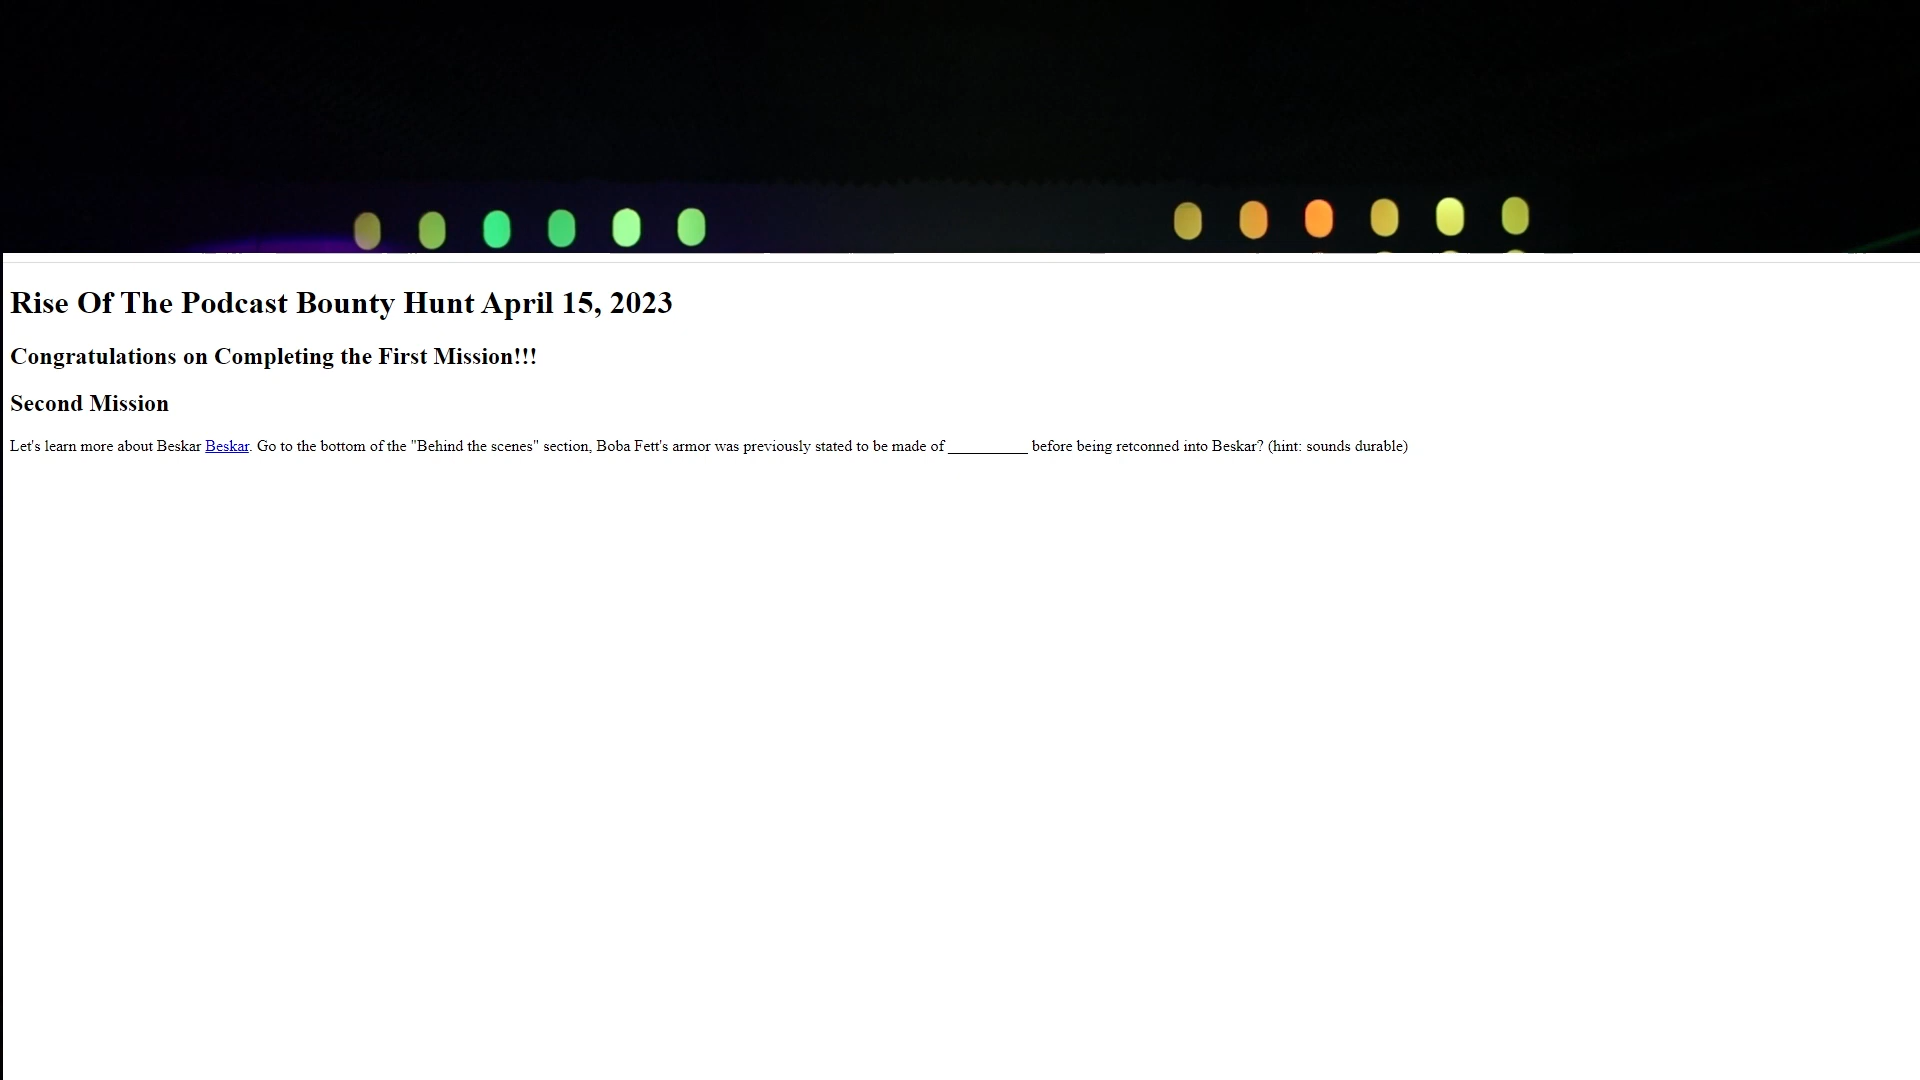 Rise Of The Podcast Bounty Hunt April 15, 2023
Congratulations on Completing the First Mission!!!
Second Mission
Let's learn more about Beskar Beskar. Go to the bottom of the "Behind the scenes" section, Boba Fett's armor was previously stated to be made of __________ before being retconned into Beskar? (hint: sounds durable)